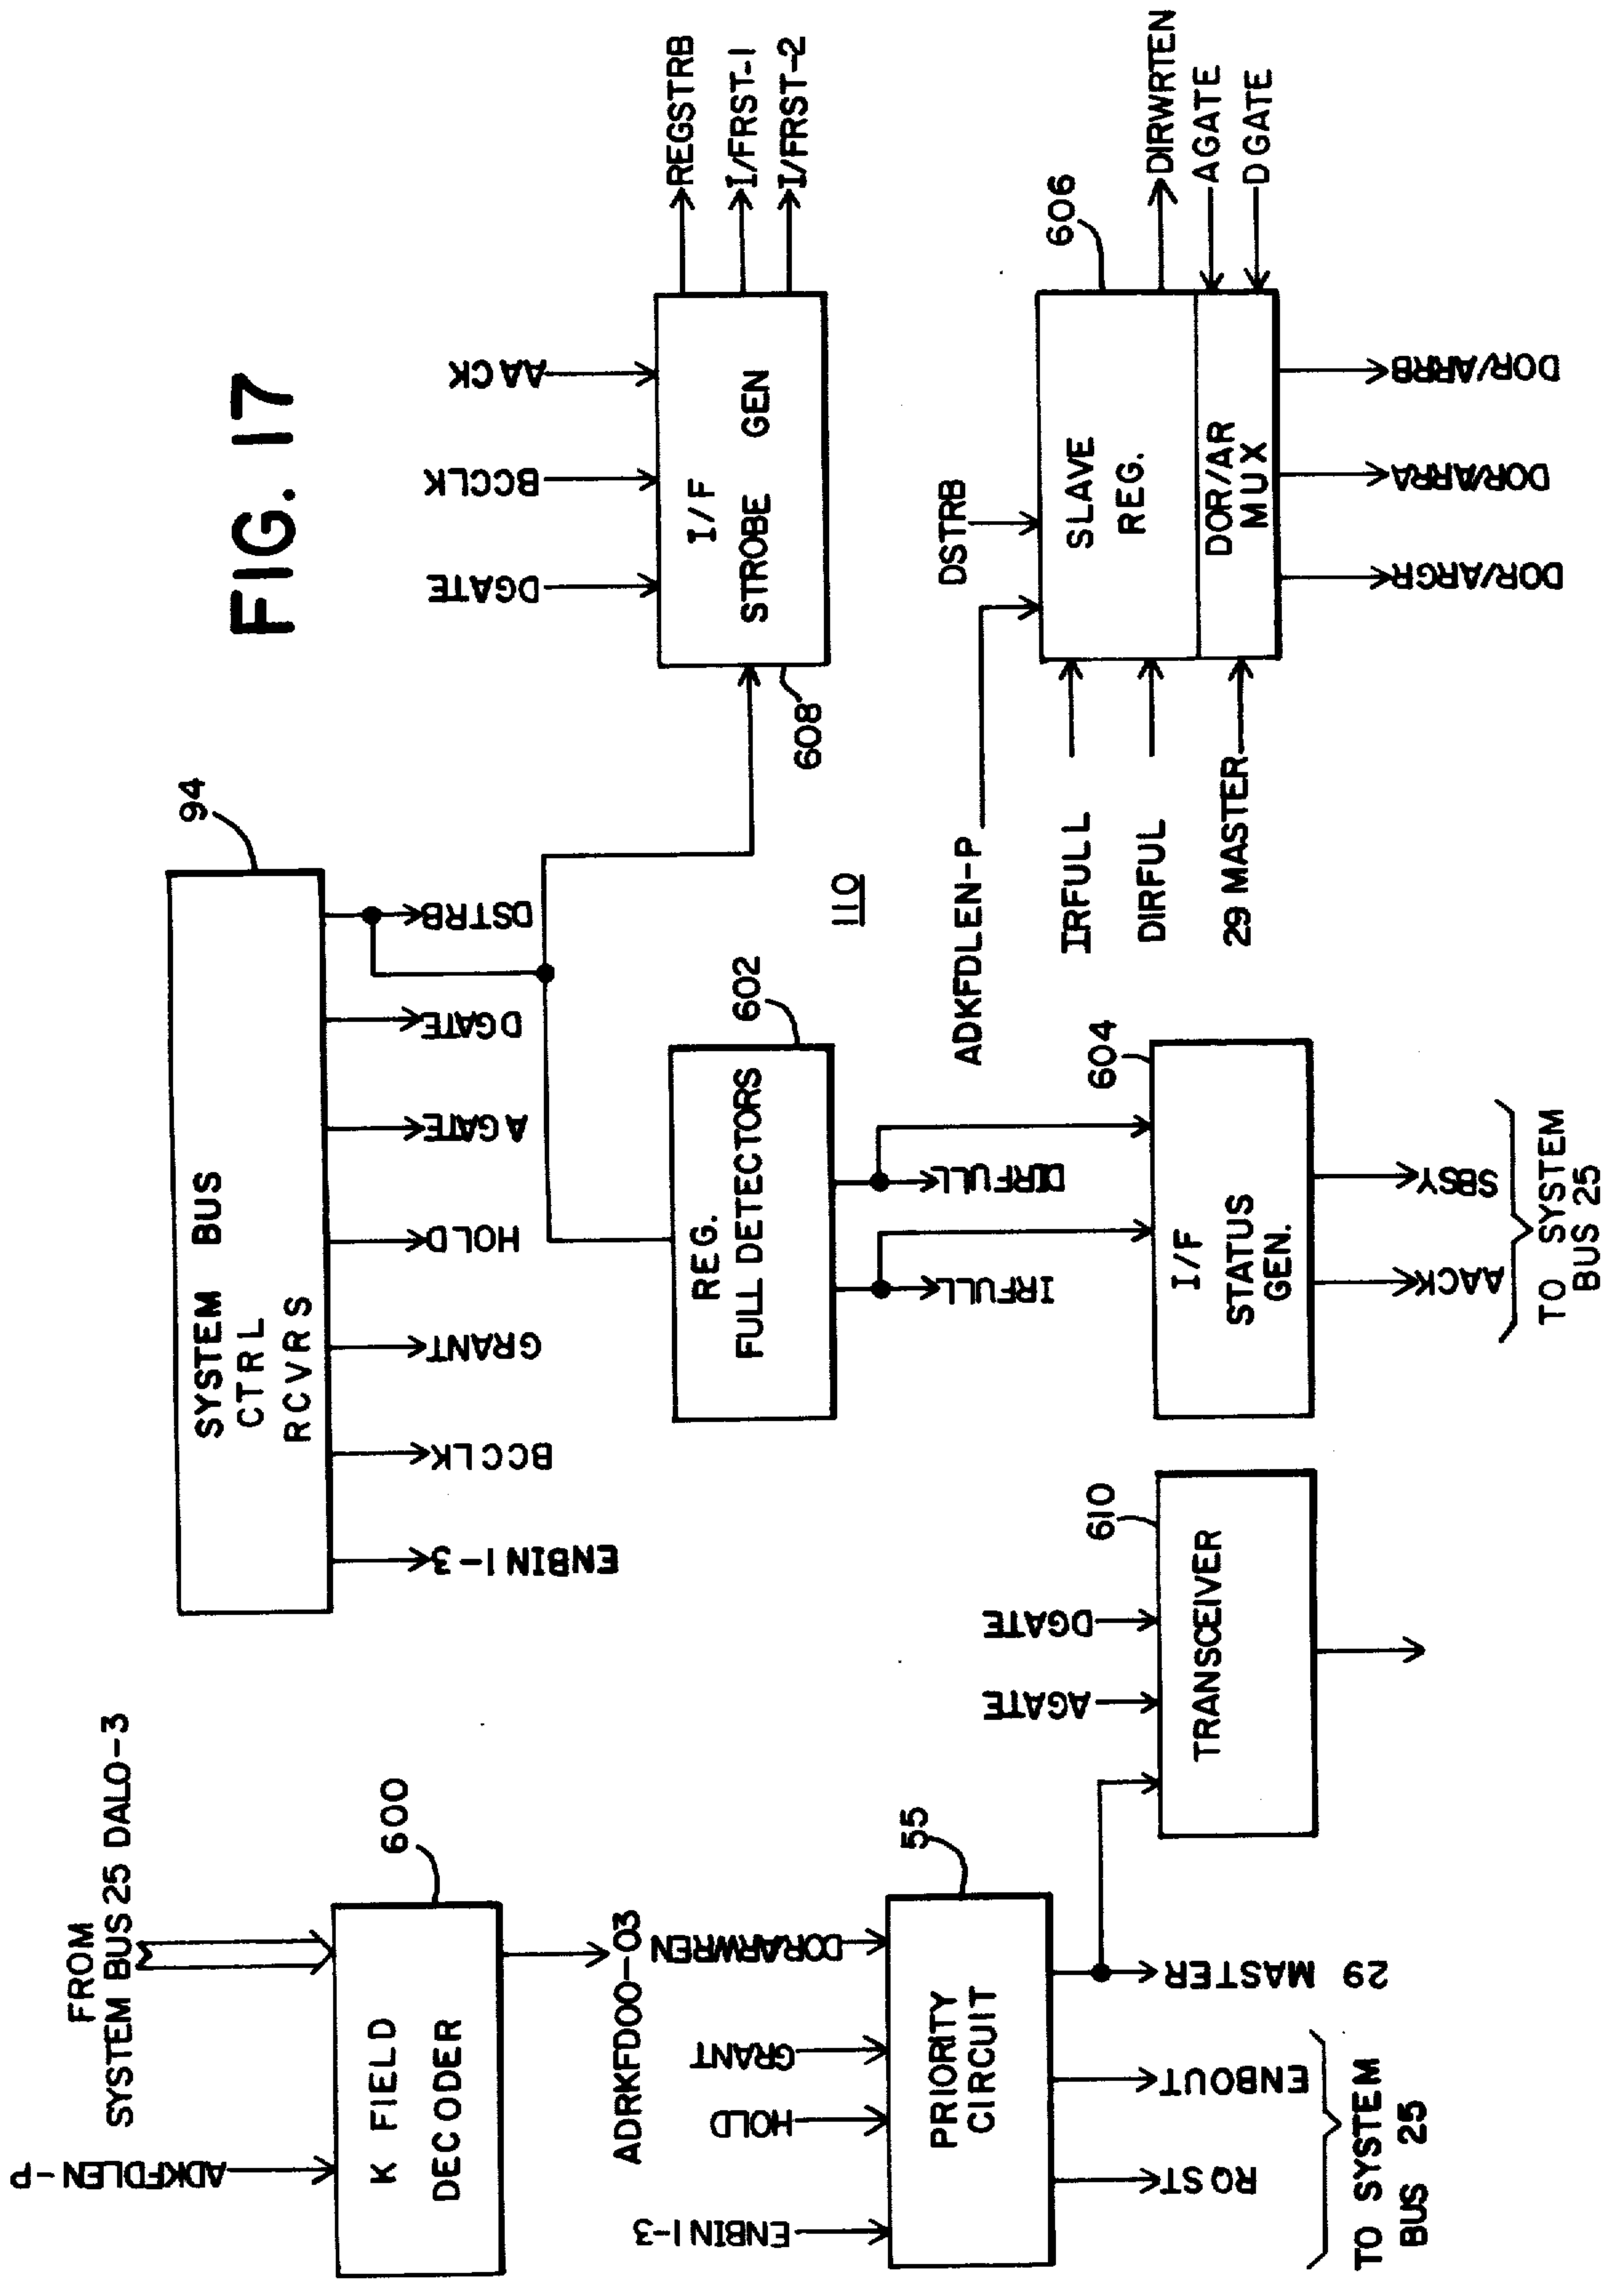 FIG. 17
FROM
SYSTEM BUS 25 DAL0-3
ADKFDLEN-P
K FIELD
DECODER
600
ADRKFD00-03
SYSTEM BUS
CTRL
RCVRS
94
ENBIN1-3
BCCLK
GRANT
HOLD
AGATE
DGATE
DSTRB
DGATE
BCCLK
AACK
I/F
STROBE GEN
608
REGSTRB
I/FRST-1
I/FRST-2
ENBIN1-3
HOLD
GRANT
DORARWREN
PRIORITY
CIRCUIT
55
RQST
ENBOUT
29 MASTER
TO SYSTEM
BUS 25
AGATE
DGATE
TRANSCEIVER
610
REG.
FULL DETECTORS
602
IRFULL
DIRFULL
I/F
STATUS
GEN.
604
AACK
SBSY
TO SYSTEM
BUS 25
110
ADKFDLEN-P
DSTRB
IRFULL
DIRFUL
29 MASTER
SLAVE
REG.
DOR/AR
MUX
606
DIRWRTEN
AGATE
DGATE
DOR/ARGR
DOR/ARRA
DOR/ARRB